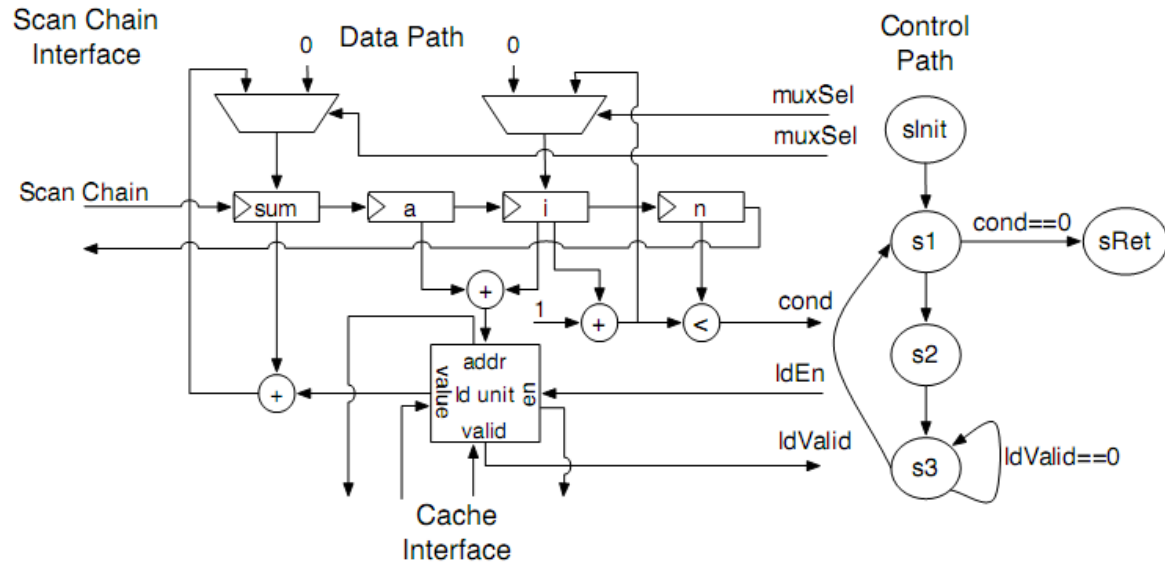 Scan Chain
Interface
0
Data Path
0
Control
Path
muxSel
muxSel
sInit
Scan Chain
sum
a
i
n
s1
cond==0
sRet
+
1
+
<
cond
s2
addr
value
ld unit
en
valid
+
ldEn
ldValid
s3
ldValid==0
Cache
Interface